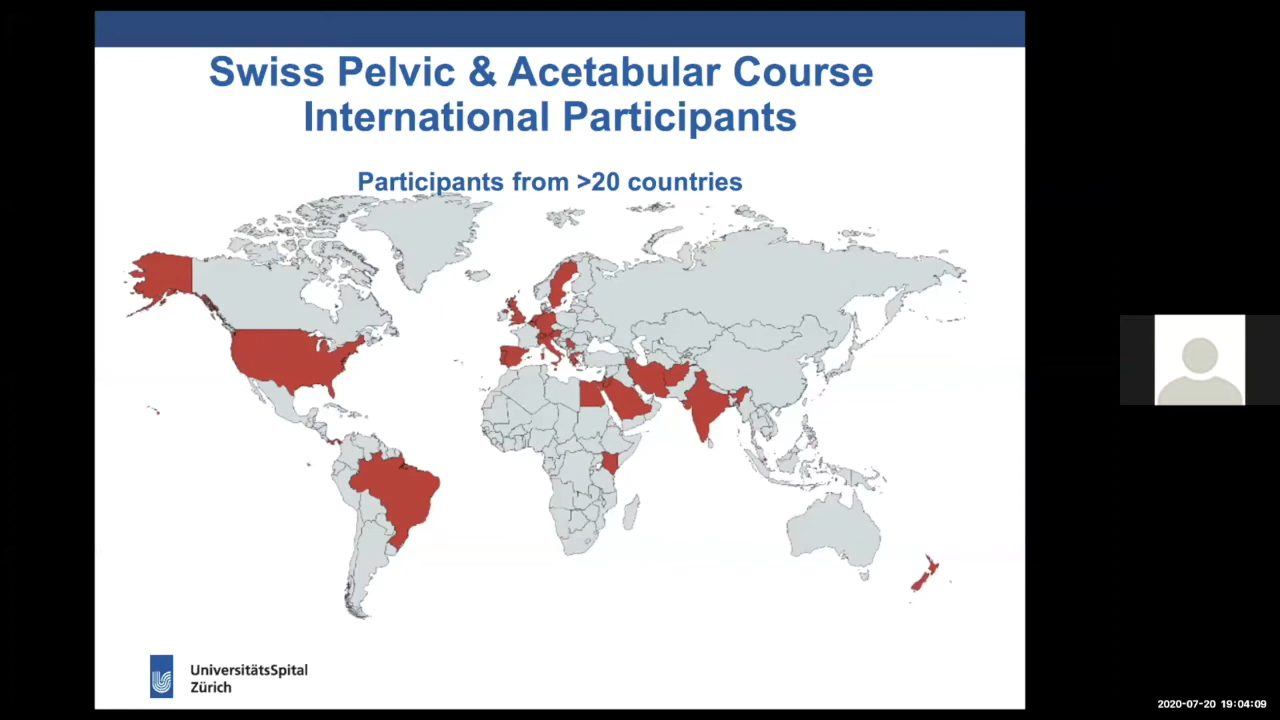 Swiss Pelvic & Acetabular Course
International Participants
Participants from >20 countries
UniversitätsSpital
Zürich
2020-07-20 19:04:09